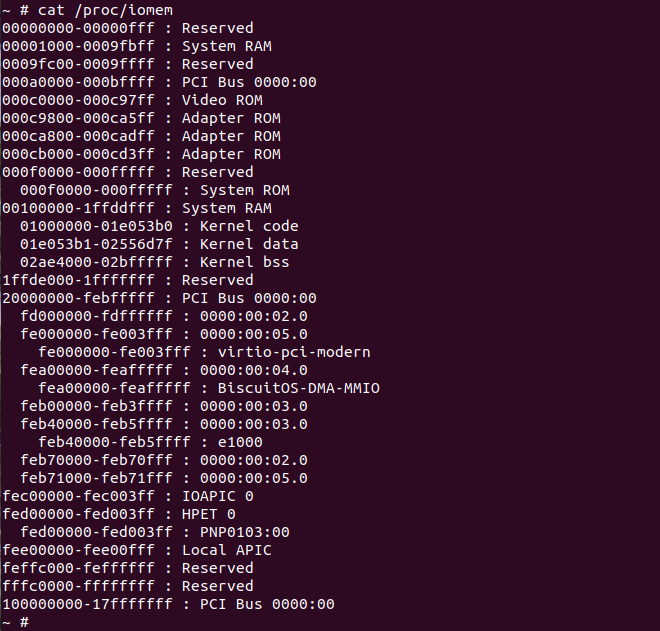 ~ # cat /proc/iomem
00000000-00000fff : Reserved
00001000-0009fbff : System RAM
0009fc00-0009ffff : Reserved
000a0000-000bffff : PCI Bus 0000:00
000c0000-000c97ff : Video ROM
000c9800-000ca5ff : Adapter ROM
000ca800-000cadff : Adapter ROM
000cb000-000cd3ff : Adapter ROM
000f0000-000fffff : Reserved
  000f0000-000fffff : System ROM
00100000-1ffddfff : System RAM
  01000000-01e053b0 : Kernel code
  01e053b1-02556d7f : Kernel data
  02ae4000-02bfffff : Kernel bss
1ffde000-1fffffff : Reserved
20000000-febfffff : PCI Bus 0000:00
  fd000000-fdffffff : 0000:00:02.0
  fe000000-fe003fff : 0000:00:05.0
    fe000000-fe003fff : virtio-pci-modern
  fea00000-feafffff : 0000:00:04.0
    fea00000-feafffff : BiscuitOS-DMA-MMIO
  feb00000-feb3ffff : 0000:00:03.0
  feb40000-feb5ffff : 0000:00:03.0
    feb40000-feb5ffff : e1000
  feb70000-feb70fff : 0000:00:02.0
  feb71000-feb71fff : 0000:00:05.0
fec00000-fec003ff : IOAPIC 0
fed00000-fed003ff : HPET 0
  fed00000-fed003ff : PNP0103:00
fee00000-fee00fff : Local APIC
feffc000-feffffff : Reserved
fffc0000-ffffffff : Reserved
100000000-17fffffff : PCI Bus 0000:00
~ #